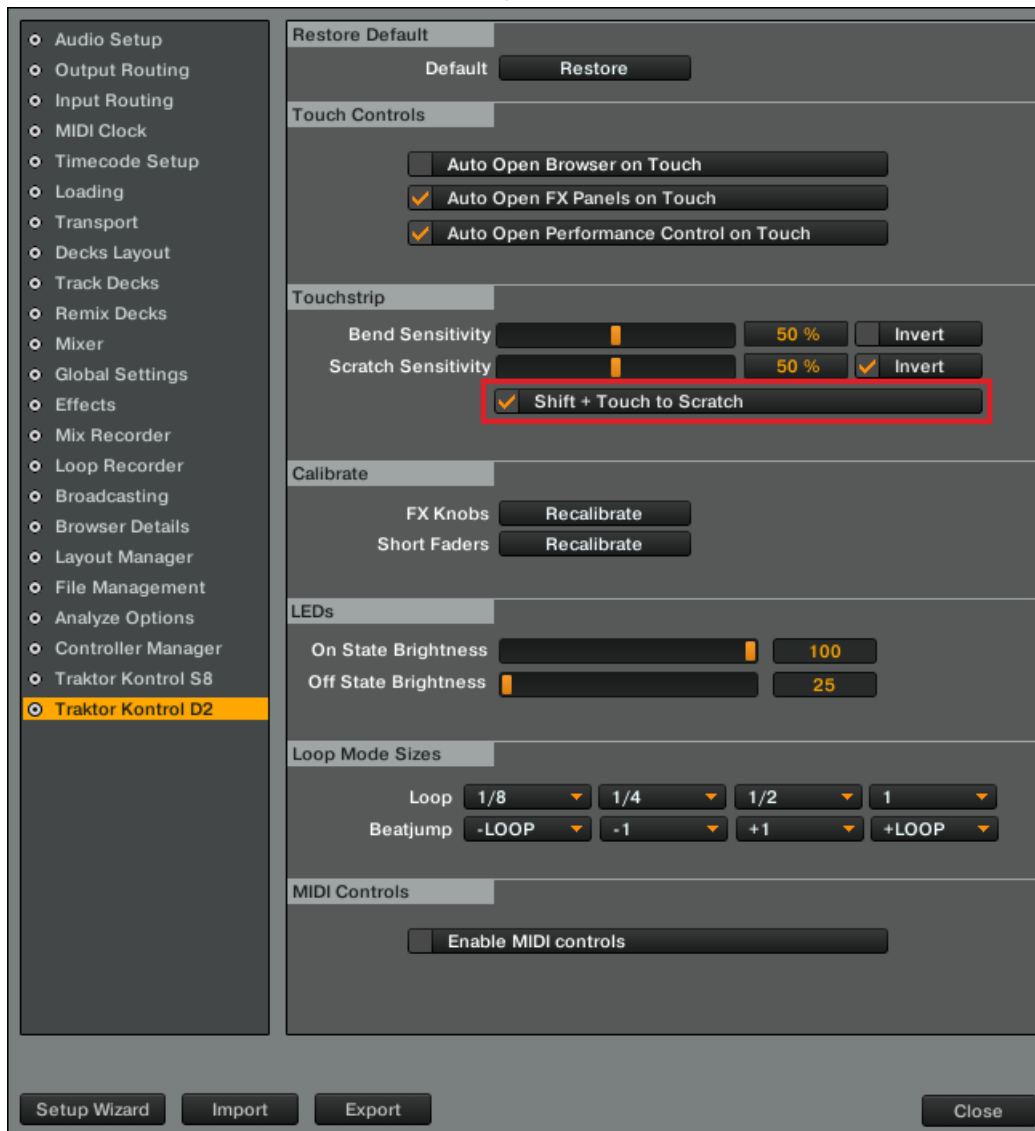 Audio Setup
Output Routing
Input Routing
MIDI Clock
Timecode Setup
Loading
Transport
Decks Layout
Track Decks
Remix Decks
Mixer
Global Settings
Effects
Mix Recorder
Loop Recorder
Broadcasting
Browser Details
Layout Manager
File Management
Analyze Options
Controller Manager
Traktor Kontrol S8
Traktor Kontrol D2
Restore Default
Default Restore
Touch Controls
Auto Open Browser on Touch
Auto Open FX Panels on Touch
Auto Open Performance Control on Touch
Touchstrip
Bend Sensitivity 50 % Invert
Scratch Sensitivity 50 % Invert
Shift + Touch to Scratch
Calibrate
FX Knobs Recalibrate
Short Faders Recalibrate
LEDs
On State Brightness 100
Off State Brightness 25
Loop Mode Sizes
Loop 1/8 1/4 1/2 1
Beatjump -LOOP -1 +1 +LOOP
MIDI Controls
Enable MIDI controls
Setup Wizard Import Export Close